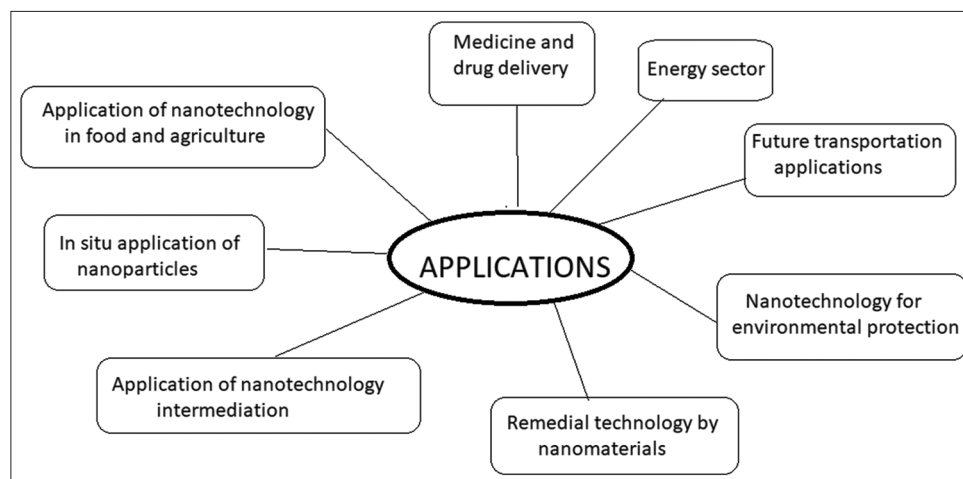 Medicine and
drug delivery
Energy sector
Application of nanotechnology
in food and agriculture
Future transportation
applications
In situ application of
nanoparticles
APPLICATIONS
Nanotechnology for
environmental protection
Application of nanotechnology
intermediation
Remedial technology by
nanomaterials